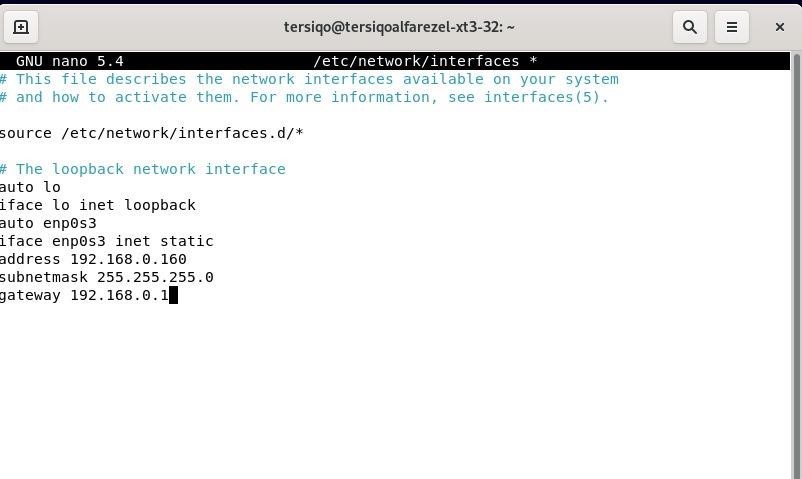 tersiqo@tersiqoalfarezel-xt3-32: ~
GNU nano 5.4 /etc/network/interfaces *
# This file describes the network interfaces available on your system
# and how to activate them. For more information, see interfaces(5).
source /etc/network/interfaces.d/*
# The loopback network interface
auto lo
iface lo inet loopback
auto enp0s3
iface enp0s3 inet static
address 192.168.0.160
subnetmask 255.255.255.0
gateway 192.168.0.1